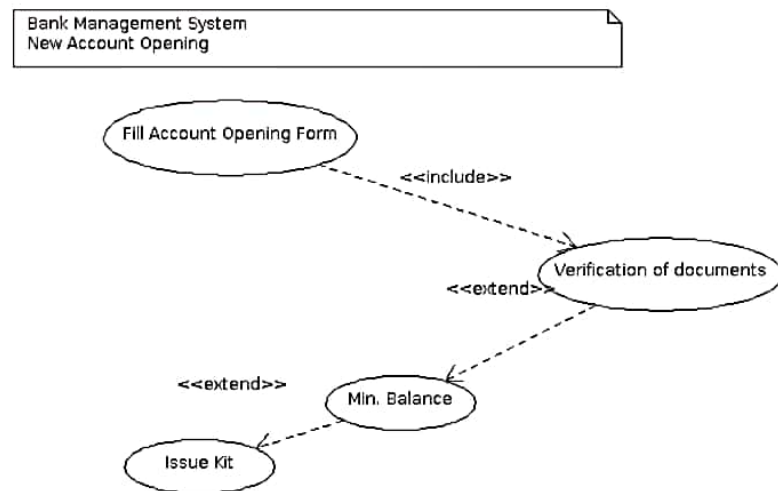 Bank Management System
New Account Opening
Fill Account Opening Form
<<include>>
Verification of documents
<<extend>>
<<extend>>
Min. Balance
Issue Kit